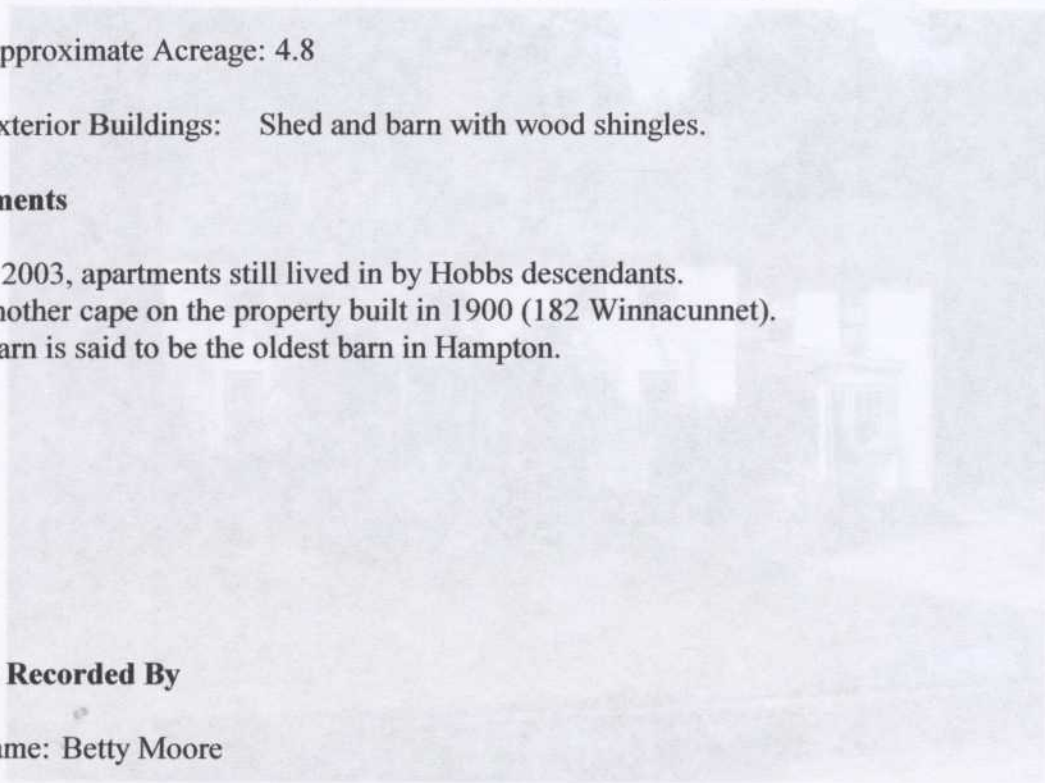 pproximate Acreage: 4.8
xterior Buildings: Shed and barn with wood shingles.
ments
2003, apartments still lived in by Hobbs descendants.
nother cape on the property built in 1900 (182 Winnacunnet).
arn is said to be the oldest barn in Hampton.
Recorded By
ame: Betty Moore